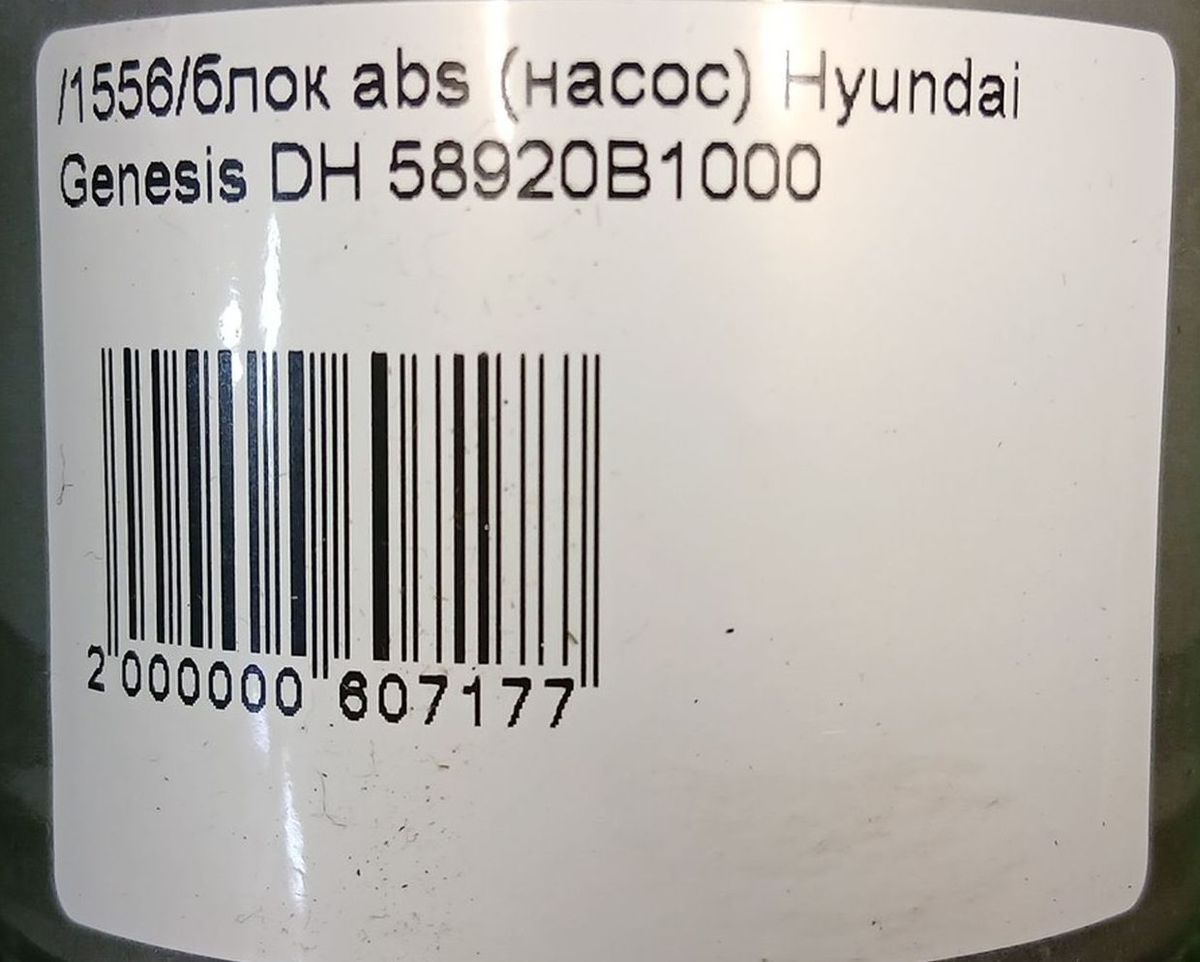 /1556/блок abs (насос) Hyundai
Genesis DH 58920B1000
2 000000 607177